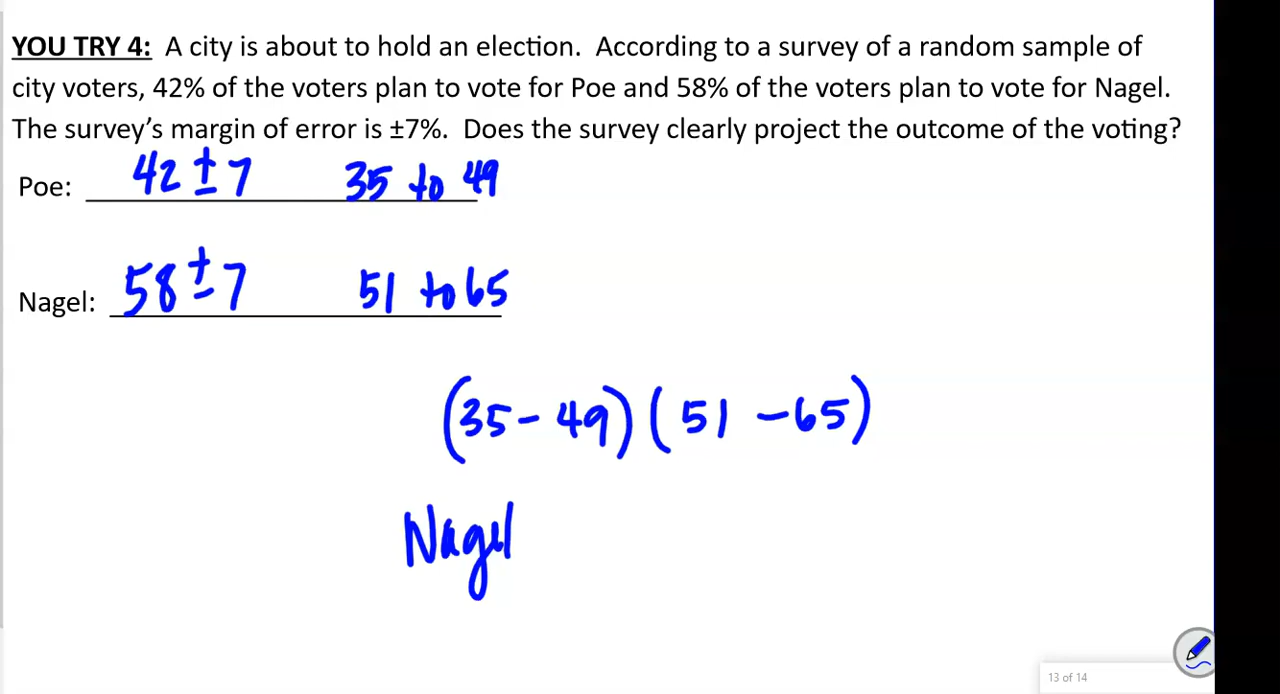 YOU TRY 4: A city is about to hold an election. According to a survey of a random sample of
city voters, 42% of the voters plan to vote for Poe and 58% of the voters plan to vote for Nagel.
The survey's margin of error is ±7%. Does the survey clearly project the outcome of the voting?
Poe: 42 ± 7 35 to 49
Nagel: 58 ± 7 51 to 65
(35 - 49) (51 - 65)
Nagel
13 of 14